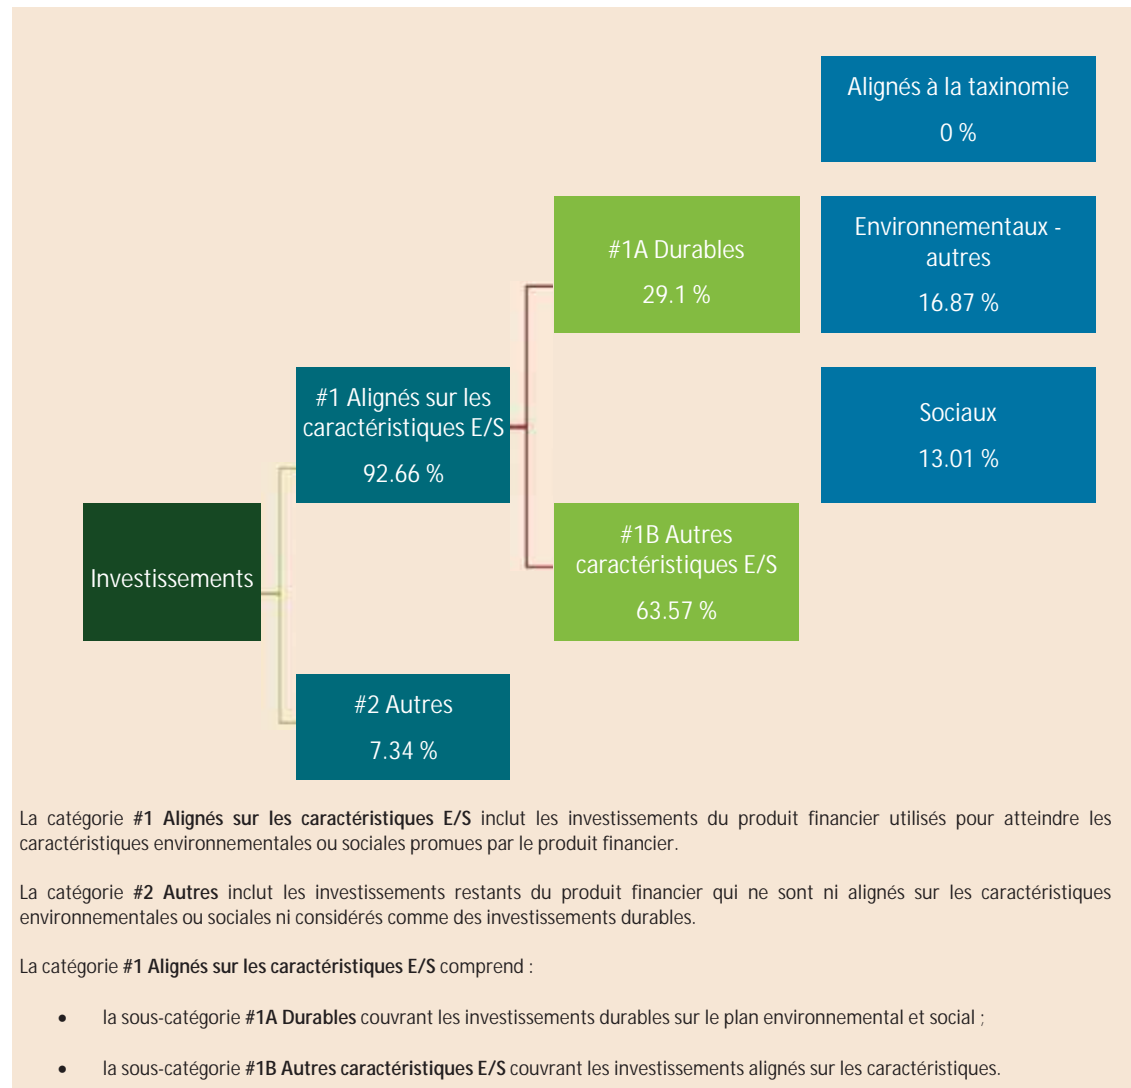 Alignés à la taxinomie
0 %
Environnementaux -
autres
16.87 %
#1A Durables
29.1 %
Sociaux
13.01 %
#1 Alignés sur les
caractéristiques E/S
92.66 %
#1B Autres
caractéristiques E/S
63.57 %
Investissements
#2 Autres
7.34 %
La catégorie #1 Alignés sur les caractéristiques E/S inclut les investissements du produit financier utilisés pour atteindre les
caractéristiques environnementales ou sociales promues par le produit financier.
La catégorie #2 Autres inclut les investissements restants du produit financier qui ne sont ni alignés sur les caractéristiques
environnementales ou sociales ni considérés comme des investissements durables.
La catégorie #1 Alignés sur les caractéristiques E/S comprend :
• la sous-catégorie #1A Durables couvrant les investissements durables sur le plan environnemental et social ;
• la sous-catégorie #1B Autres caractéristiques E/S couvrant les investissements alignés sur les caractéristiques.